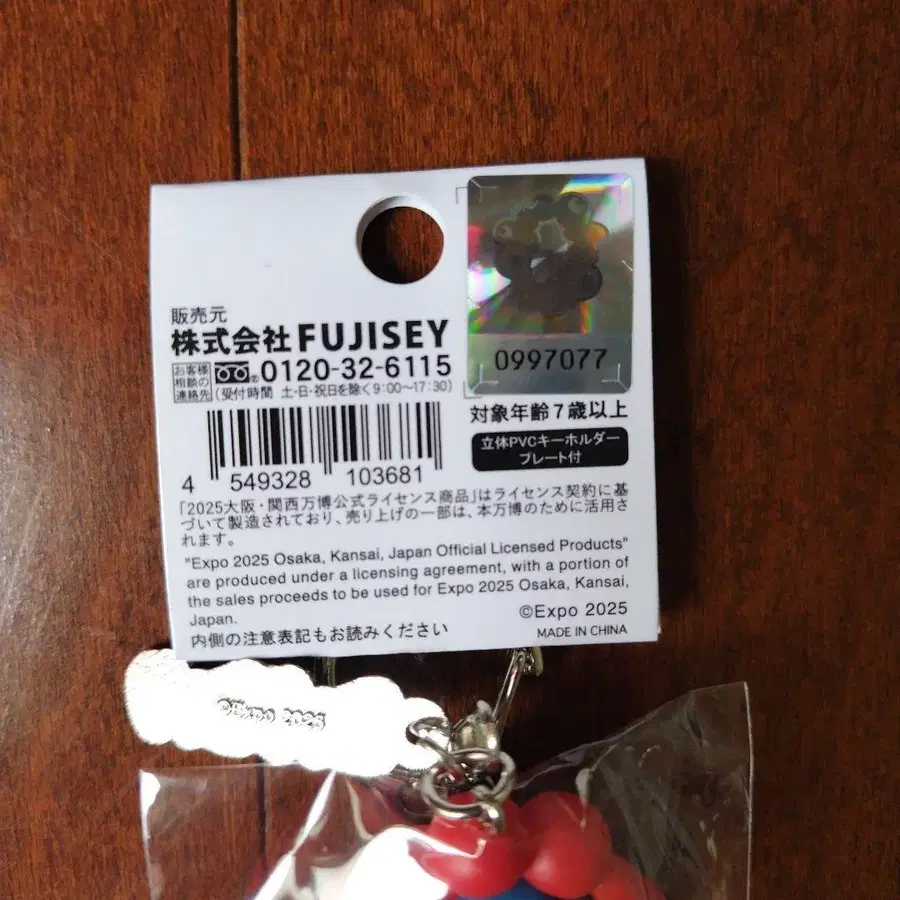 0997077
販売元
株式会社FUJISEY
お客様相談の連絡先
0120-32-6115
(受付時間 土・日・祝日を除く9:00〜17:30)
対象年齢7歳以上
立体PVCキーホルダー
プレート付
4 549328 103681
「2025大阪・関西万博公式ライセンス商品」はライセンス契約に基
づいて製造されており、売り上げの一部は、本万博のために活用さ
れます。
"Expo 2025 Osaka, Kansai, Japan Official Licensed Products"
are produced under a licensing agreement, with a portion of
the sales proceeds to be used for Expo 2025 Osaka, Kansai,
Japan.
©Expo 2025
内側の注意表記もお読みください
MADE IN CHINA
©Expo 2025